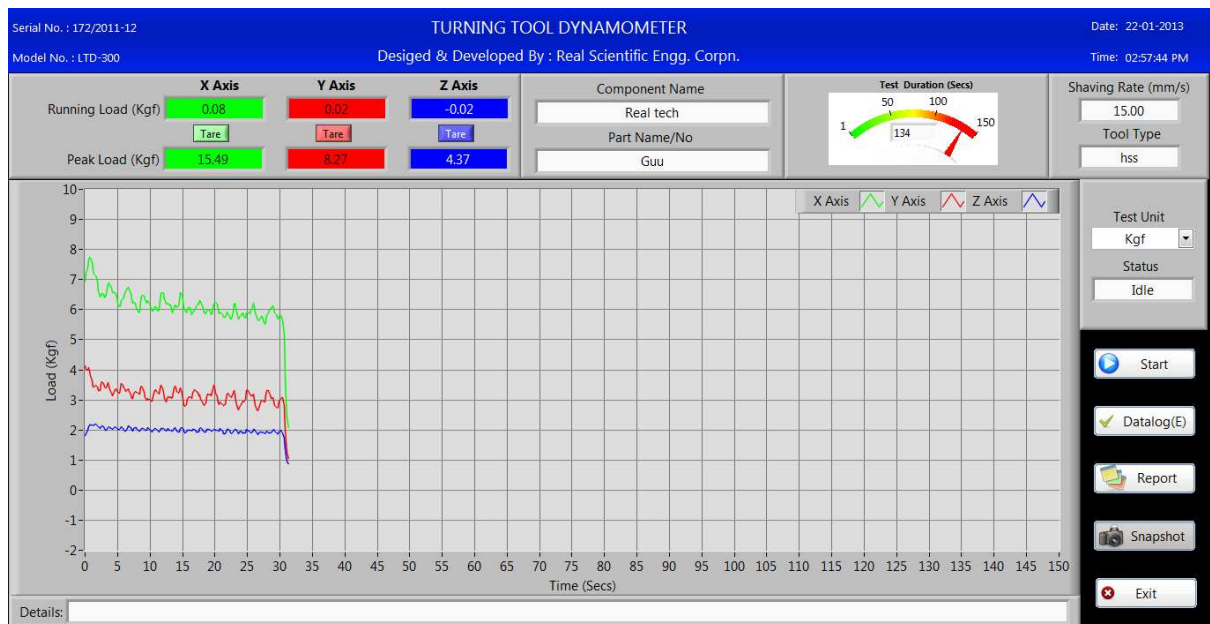 Serial No. : 172/2011-12
TURNING TOOL DYNAMOMETER
Date: 22-01-2013
Model No. : LTD-300
Desiged & Developed By : Real Scientific Engg. Corpn.
Time: 02:57:44 PM
X Axis Y Axis Z Axis
Running Load (Kgf) 0.08 0.02 -0.02
Tare Tare Tare
Peak Load (Kgf) 15.49 8.27 4.37
Component Name
Real tech
Part Name/No
Guu
Test Duration (Secs)
50 100
1 134 150
Shaving Rate (mm/s)
15.00
Tool Type
hss
X Axis Y Axis Z Axis
10
9
8
7
6
5
4
3
2
1
0
-1
-2
Load (Kgf)
0 5 10 15 20 25 30 35 40 45 50 55 60 65 70 75 80 85 90 95 100 105 110 115 120 125 130 135 140 145 150
Time (Secs)
Test Unit
Kgf
Status
Idle
Start
Datalog(E)
Report
Snapshot
Exit
Details: